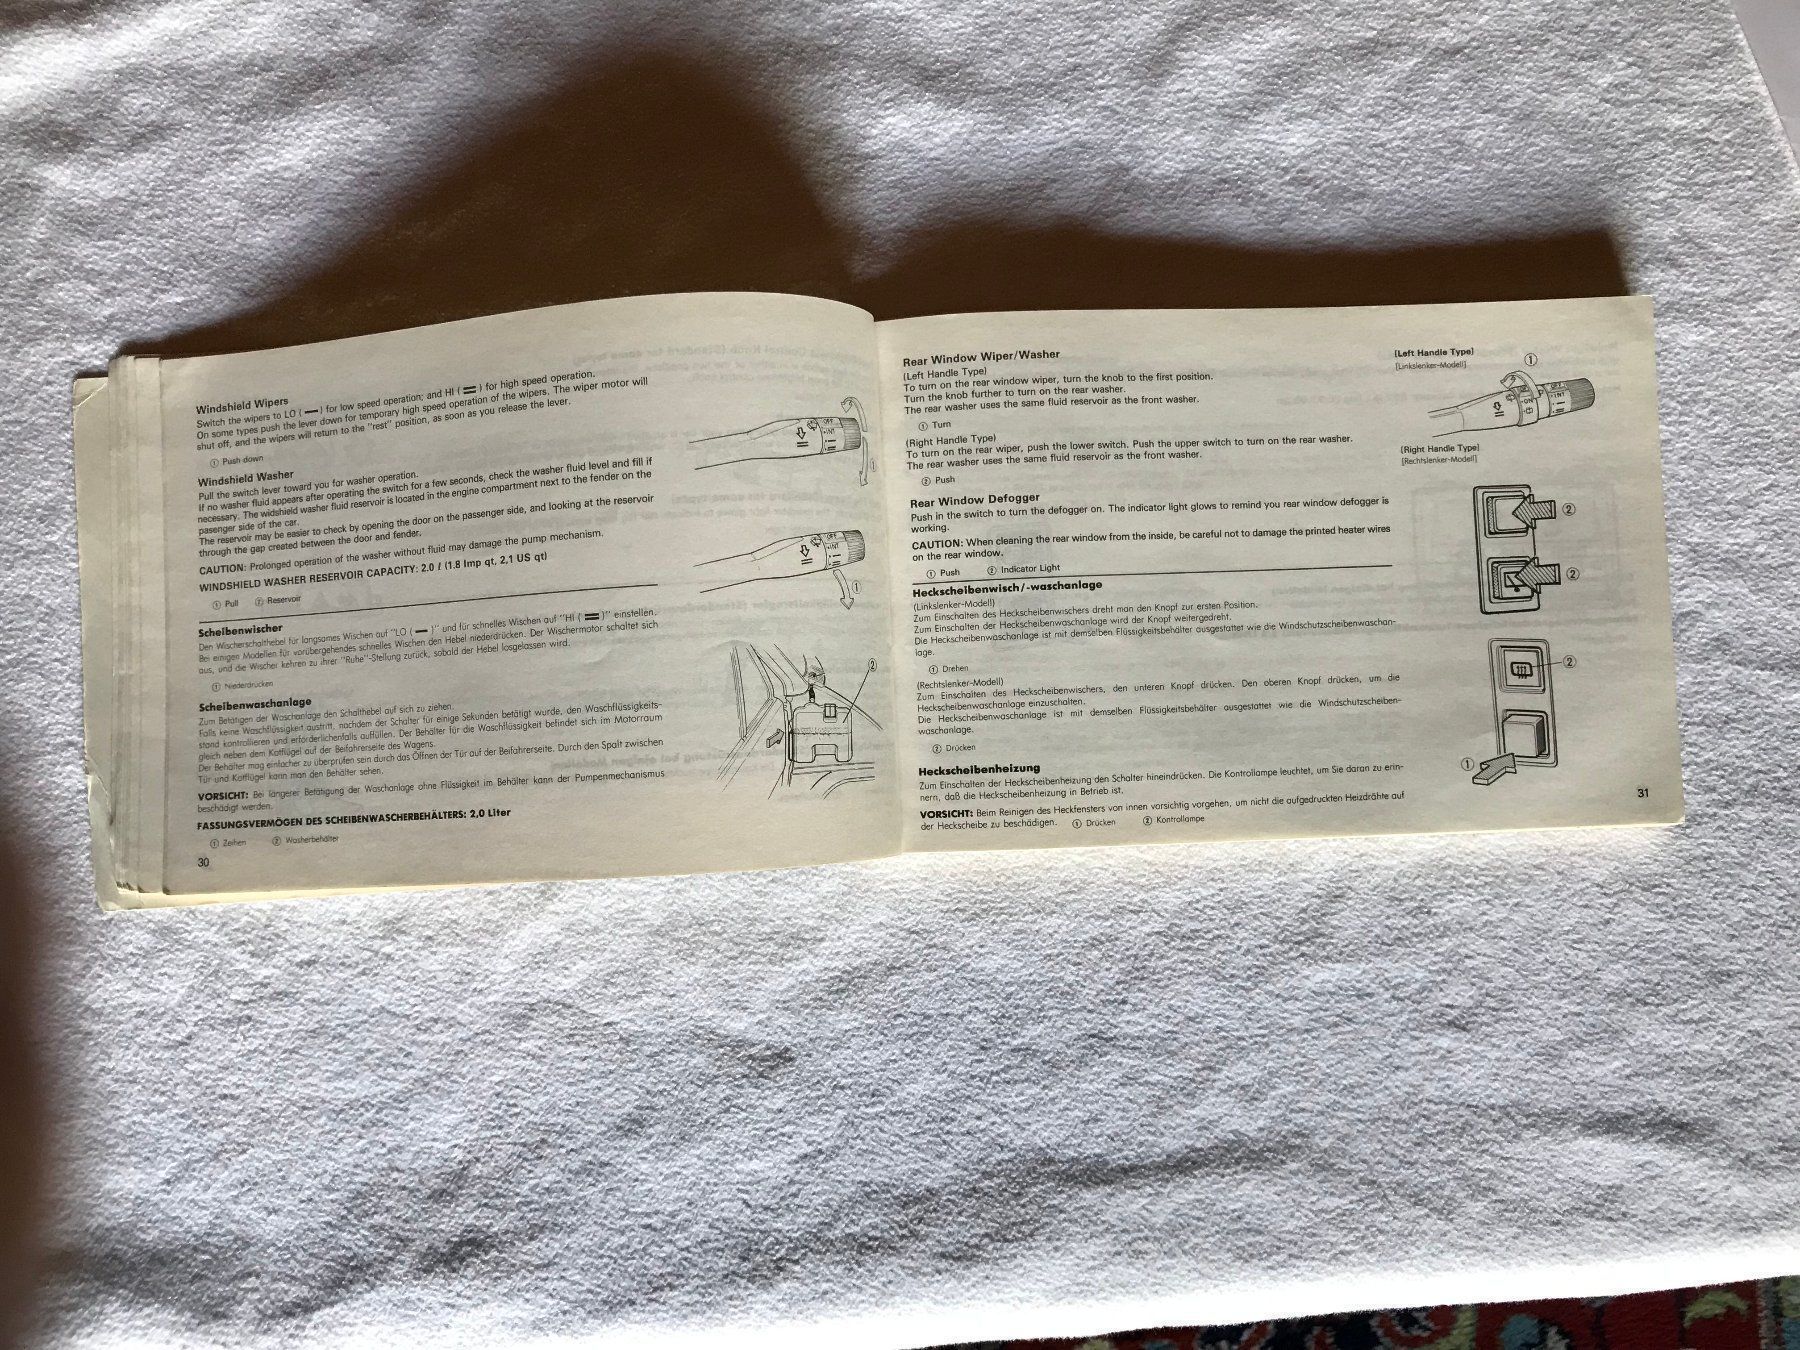 Windshield Wipers
Switch the wipers to LO ( — ) for low speed operation; and HI ( = ) for high speed operation.
On some types push the lever down for temporary high speed operation of the wipers. The wiper motor will
shut off, and the wipers will return to the "rest" position, as soon as you release the lever.
① Push down
Windshield Washer
Pull the switch lever toward you for washer operation.
If no washer fluid appears after operating the switch for a few seconds, check the washer fluid level and fill if
necessary. The widshield washer fluid reservoir is located in the engine compartment next to the fender on the
pasenger side of the car.
The reservoir may be easier to check by opening the door on the passenger side, and looking at the reservoir
through the gap created between the door and fender.
CAUTION: Prolonged operation of the washer without fluid may damage the pump mechanism.
WINDSHIELD WASHER RESERVOIR CAPACITY: 2.0 ℓ (1.8 Imp qt, 2,1 US qt)
① Pull ② Reservoir
Scheibenwischer
Den Wischerschalthebel für langsames Wischen auf "LO ( — )" und für schnelles Wischen auf "HI ( = )" einstellen.
Bei einigen Modellen für vorübergehendes schnelles Wischen den Hebel niederdrücken. Der Wischermotor schaltet sich
aus, und die Wischer kehren zu ihrer "Ruhe"-Stellung zurück, sobald der Hebel losgelassen wird.
① Niederdrücken
Scheibenwaschanlage
Zum Betätigen der Waschanlage den Schalthebel auf sich zu ziehen.
Falls keine Waschflüssigkeit austritt, nachdem der Schalter für einige Sekunden betätigt wurde, den Waschflüssigkeits-
stand kontrollieren und erforderlichenfalls auffüllen. Der Behälter für die Waschflüssigkeit befindet sich im Motorraum
gleich neben dem Kotflügel auf der Beifahrerseite des Wagens.
Der Behälter mag einfacher zu überprüfen sein durch das Öffnen der Tür auf der Beifahrerseite. Durch den Spalt zwischen
Tür und Kotflügel kann man den Behälter sehen.
VORSICHT: Bei längerer Betätigung der Waschanlage ohne Flüssigkeit im Behälter kann der Pumpenmechanismus
beschädigt werden.
FASSUNGSVERMÖGEN DES SCHEIBENWASCHERBEHÄLTERS: 2,0 Liter
① Zeihen ② Washerbehälter
30
OFF
INT
①
OFF
INT
①
②
Rear Window Wiper/Washer
(Left Handle Type)
To turn on the rear window wiper, turn the knob to the first position.
Turn the knob further to turn on the rear washer.
The rear washer uses the same fluid reservoir as the front washer.
① Turn
(Right Handle Type)
To turn on the rear wiper, push the lower switch. Push the upper switch to turn on the rear washer.
The rear washer uses the same fluid reservoir as the front washer.
② Push
Rear Window Defogger
Push in the switch to turn the defogger on. The indicator light glows to remind you rear window defogger is
working.
CAUTION: When cleaning the rear window from the inside, be careful not to damage the printed heater wires
on the rear window.
① Push ② Indicator Light
Heckscheibenwisch/-waschanlage
(Linkslenker-Modell)
Zum Einschalten des Heckscheibenwischers dreht man den Knopf zur ersten Position.
Zum Einschalten der Heckscheibenwaschanlage wird der Knopf weitergedreht.
Die Heckscheibenwaschanlage ist mit demselben Flüssigkeitsbehälter ausgestattet wie die Windschutzscheibenwaschan-
lage.
① Drehen
(Rechtslenker-Modell)
Zum Einschalten des Heckscheibenwischers, den unteren Knopf drücken. Den oberen Knopf drücken, um die
Heckscheibenwaschanlage einzuschalten.
Die Heckscheibenwaschanlage ist mit demselben Flüssigkeitsbehälter ausgestattet wie die Windschutzscheiben-
waschanlage.
② Drücken
Heckscheibenheizung
Zum Einschalten der Heckscheibenheizung den Schalter hineindrücken. Die Kontrollampe leuchtet, um Sie daran zu erin-
nern, daß die Heckscheibenheizung in Betrieb ist.
VORSICHT: Beim Reinigen des Heckfensters von innen vorsichtig vorgehen, um nicht die aufgedruckten Heizdrähte auf
der Heckscheibe zu beschädigen. ① Drücken ② Kontrollampe
(Left Handle Type)
[Linkslenker-Modell]
①
ON
OFF
INT
(Right Handle Type)
[Rechtslenker-Modell]
②
②
②
①
31